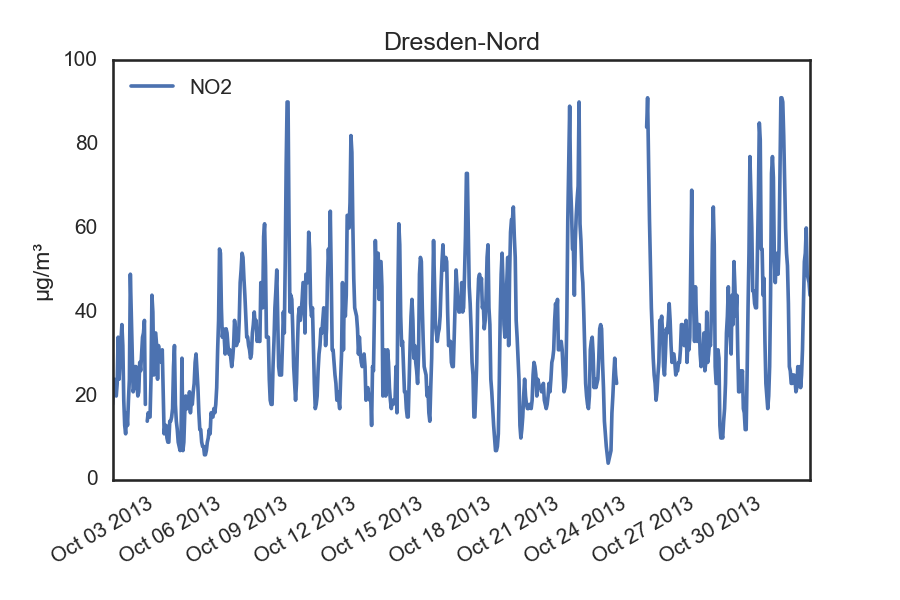 Dresden-Nord
NO2
µg/m³
100
80
60
40
20
0
Oct 03 2013
Oct 06 2013
Oct 09 2013
Oct 12 2013
Oct 15 2013
Oct 18 2013
Oct 21 2013
Oct 24 2013
Oct 27 2013
Oct 30 2013